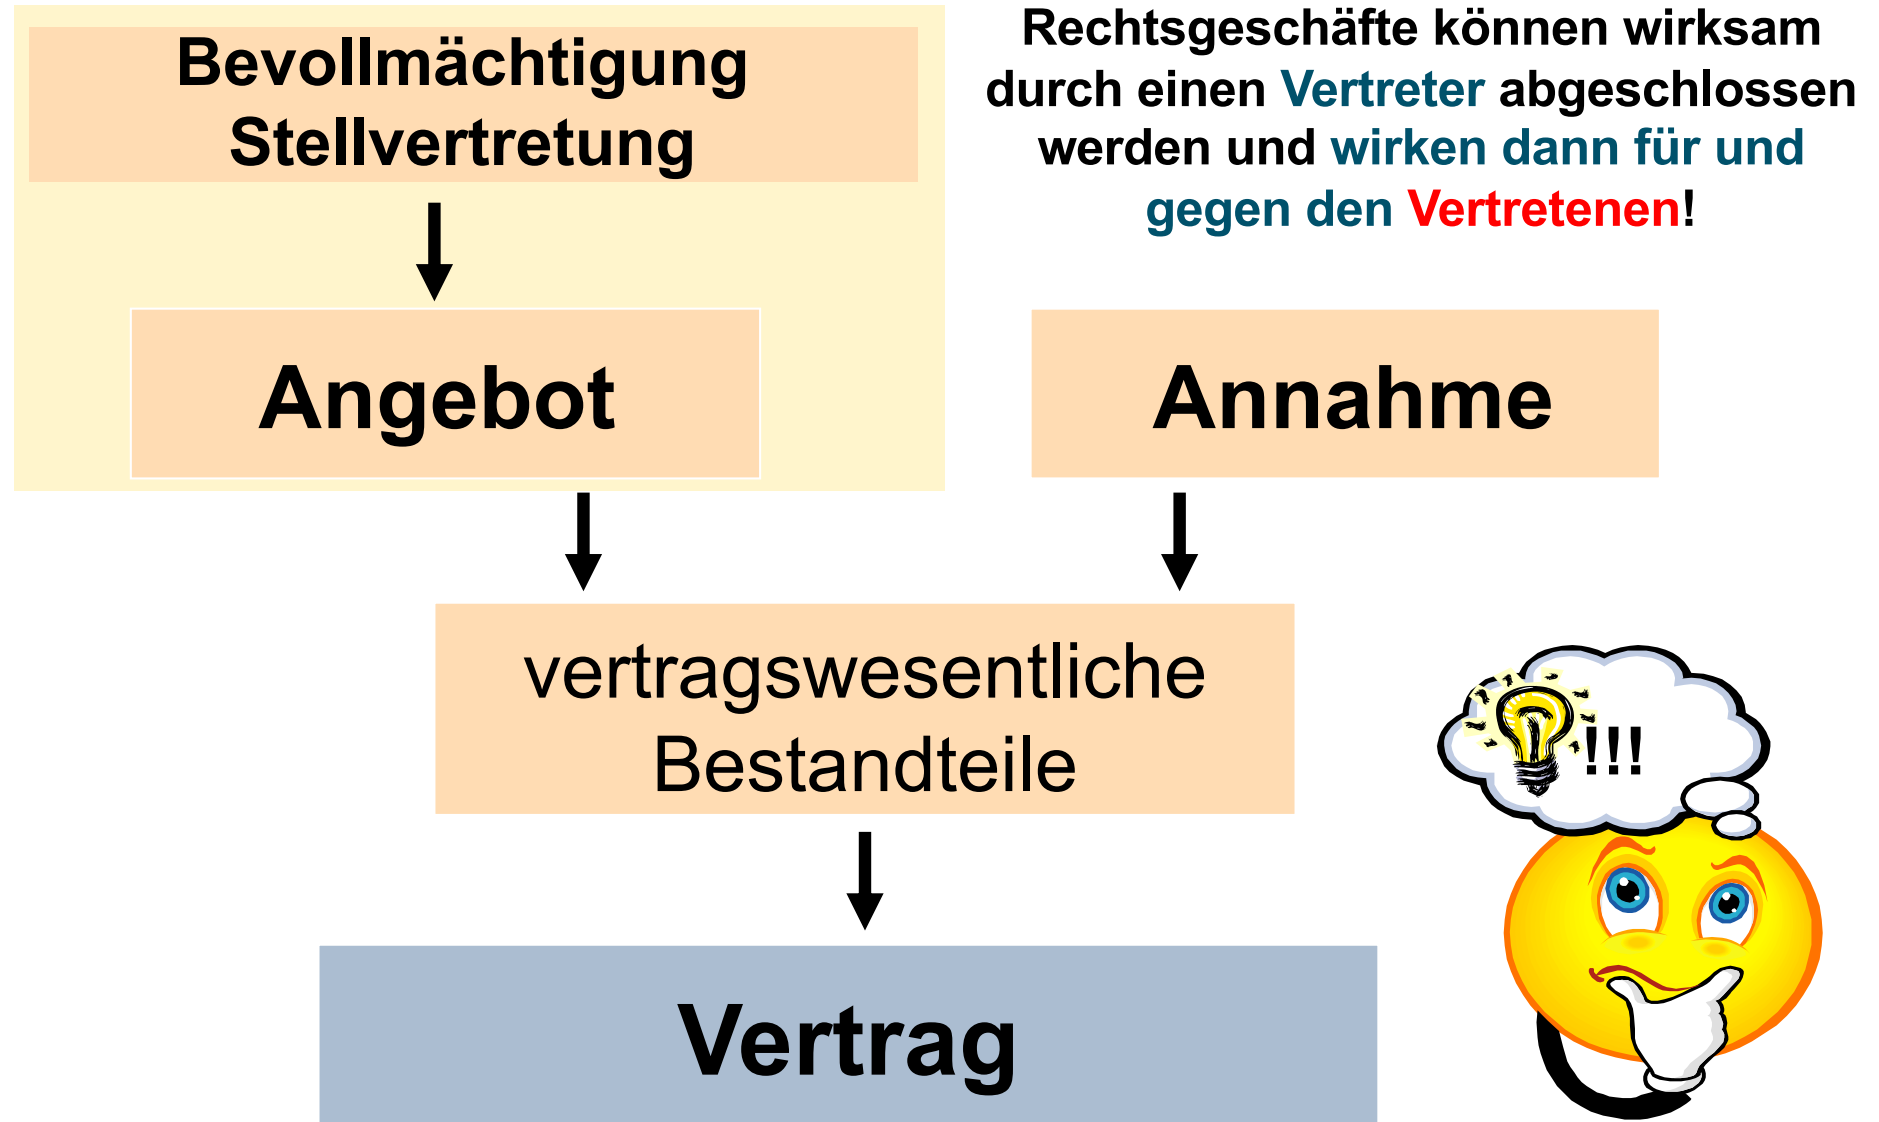 Bevollmächtigung
Stellvertretung
Rechtsgeschäfte können wirksam
durch einen Vertreter abgeschlossen
werden und wirken dann für und
gegen den Vertretenen!
Angebot
Annahme
vertragswesentliche
Bestandteile
!!!
Vertrag